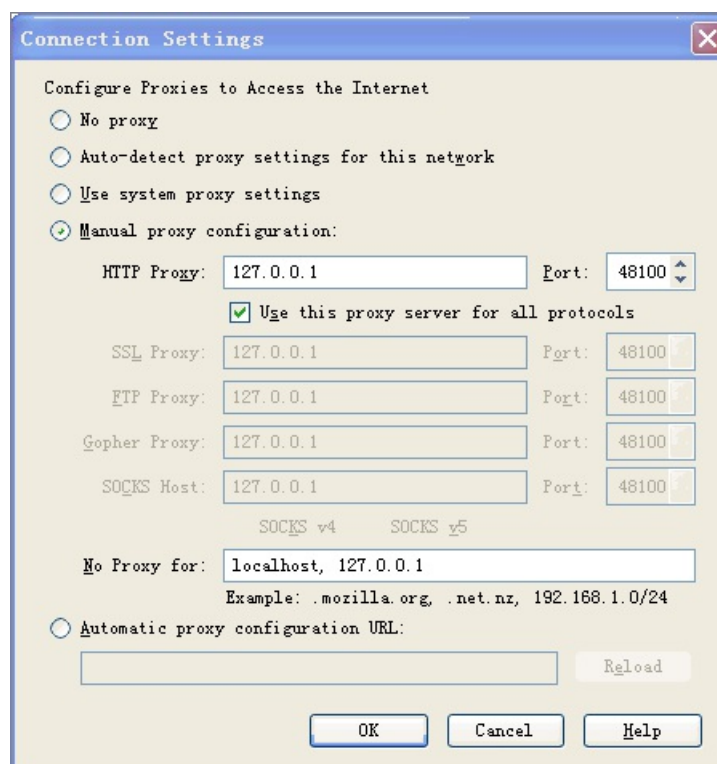 Connection Settings
Configure Proxies to Access the Internet
No proxy
Auto-detect proxy settings for this network
Use system proxy settings
Manual proxy configuration:
HTTP Proxy: 127.0.0.1 Port: 48100
Use this proxy server for all protocols
SSL Proxy: 127.0.0.1 Port: 48100
FTP Proxy: 127.0.0.1 Port: 48100
Gopher Proxy: 127.0.0.1 Port: 48100
SOCKS Host: 127.0.0.1 Port: 48100
SOCKS v4 SOCKS v5
No Proxy for: localhost, 127.0.0.1
Example: .mozilla.org, .net.nz, 192.168.1.0/24
Automatic proxy configuration URL:
Reload
OK Cancel Help